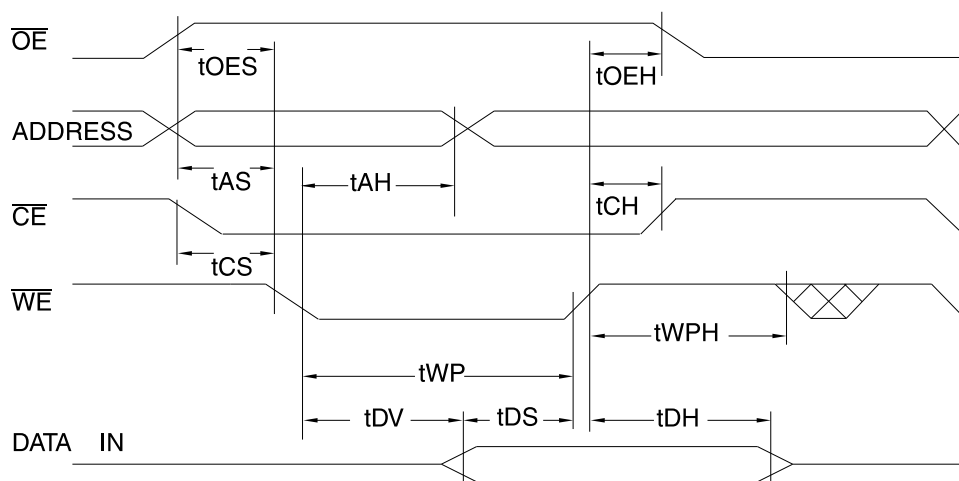 OE
tOES
tOEH
ADDRESS
tAS
tAH
tCH
CE
tCS
WE
tWPH
tWP
tDV
tDS
tDH
DATA IN